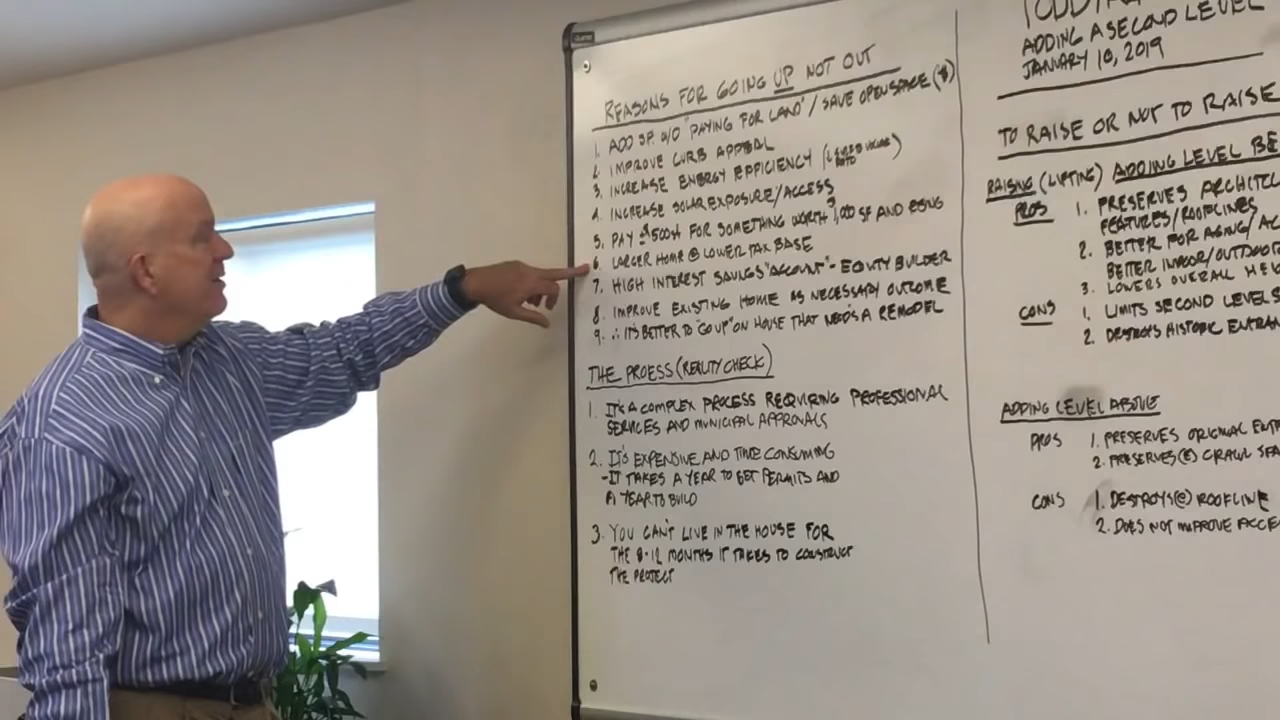 REASONS FOR GOING UP NOT OUT
1. ADD SF. W/O "PAYING FOR LAND" / SAVE OPEN SPACE ($)
2. IMPROVE CURB APPEAL
3. INCREASE ENERGY EFFICIENCY (
4. INCREASE SOLAR EXPOSURE/ACCESS
5. PAY $500SF FOR SOMETHING WORTH $1,000 SF AND
6. LARGER HOME @ LOWER TAX BASE
7. HIGH INTEREST SAVINGS "ACCOUNT" - EQUITY BUILDER
8. IMPROVE EXISTING HOME AS NECESSARY OUTCOME
9. ∴ IT'S BETTER TO "GO UP" ON HOUSE THAT NEEDS A REMODEL
THE PROESS (REALITY CHECK)
1. IT'S A COMPLEX PROCESS REQUIRING PROFESSIONAL
SERVICES AND MUNICIPAL APPROVALS
2. IT'S EXPENSIVE AND TIME CONSUMING
- IT TAKES A YEAR TO GET PERMITS AND
A YEAR TO BUILD
3. YOU CAN'T LIVE IN THE HOUSE FOR
THE 8-12 MONTHS IT TAKES TO CONSTRUCT
THE PROJECT
ADDING A SECOND LEVEL
JANUARY 10, 2019
TO RAISE OR NOT TO RAISE
RAISING (LIFTING) ADDING LEVEL BE
PROS
1. PRESERVES ARCHITEC
FEATURES/ROOFLINES
2. BETTER FOR AGING/AC
BETTER INDOOR/OUTDOO
3. LOWERS OVERALL HEI
CONS
1. LIMITS SECOND LEVEL S
2. DESTROYS HISTORIC ENTRAN
ADDING LEVEL ABOVE
PROS
1. PRESERVES ORIGINAL ENTR
2. PRESERVES (E) CRAWL SPA
CONS
1. DESTROYS (E) ROOFLINE
2. DOES NOT IMPROVE ACCE